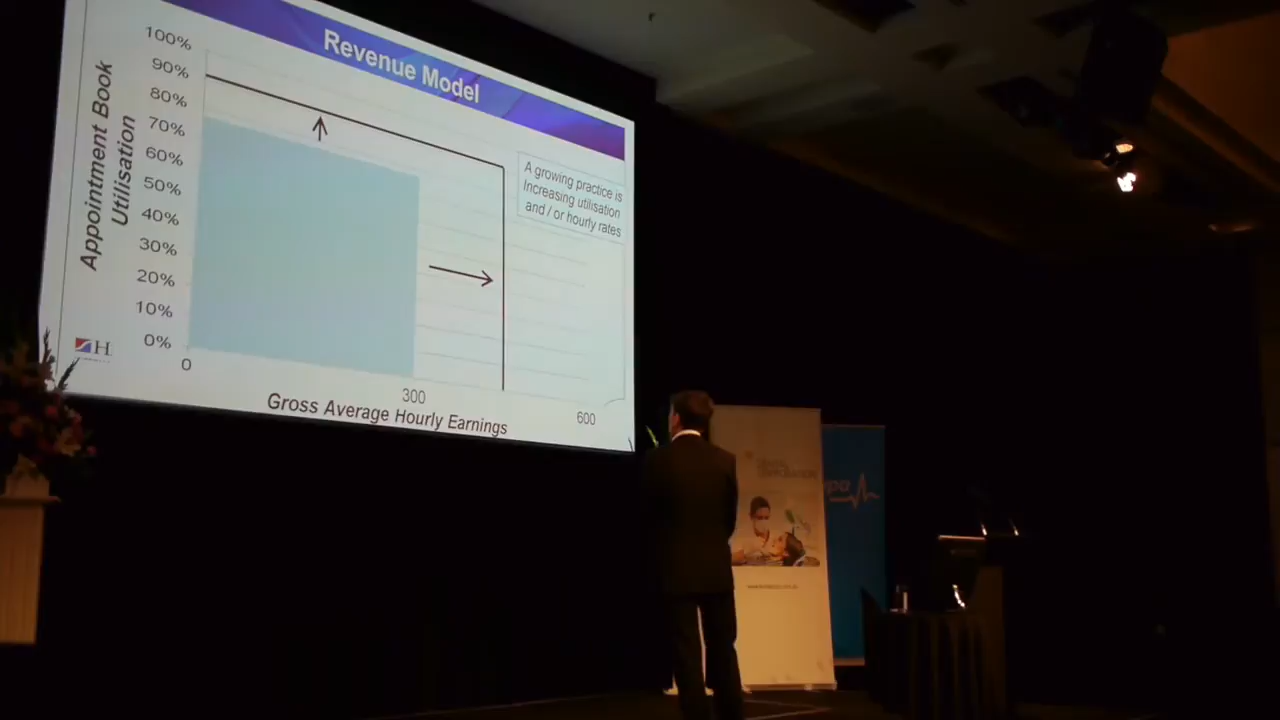 Revenue Model
100%
90%
80%
70%
60%
50%
40%
30%
20%
10%
0%
Appointment Book
Utilisation
A growing practice is
Increasing utilisation
and / or hourly rates
0
300
600
Gross Average Hourly Earnings
H